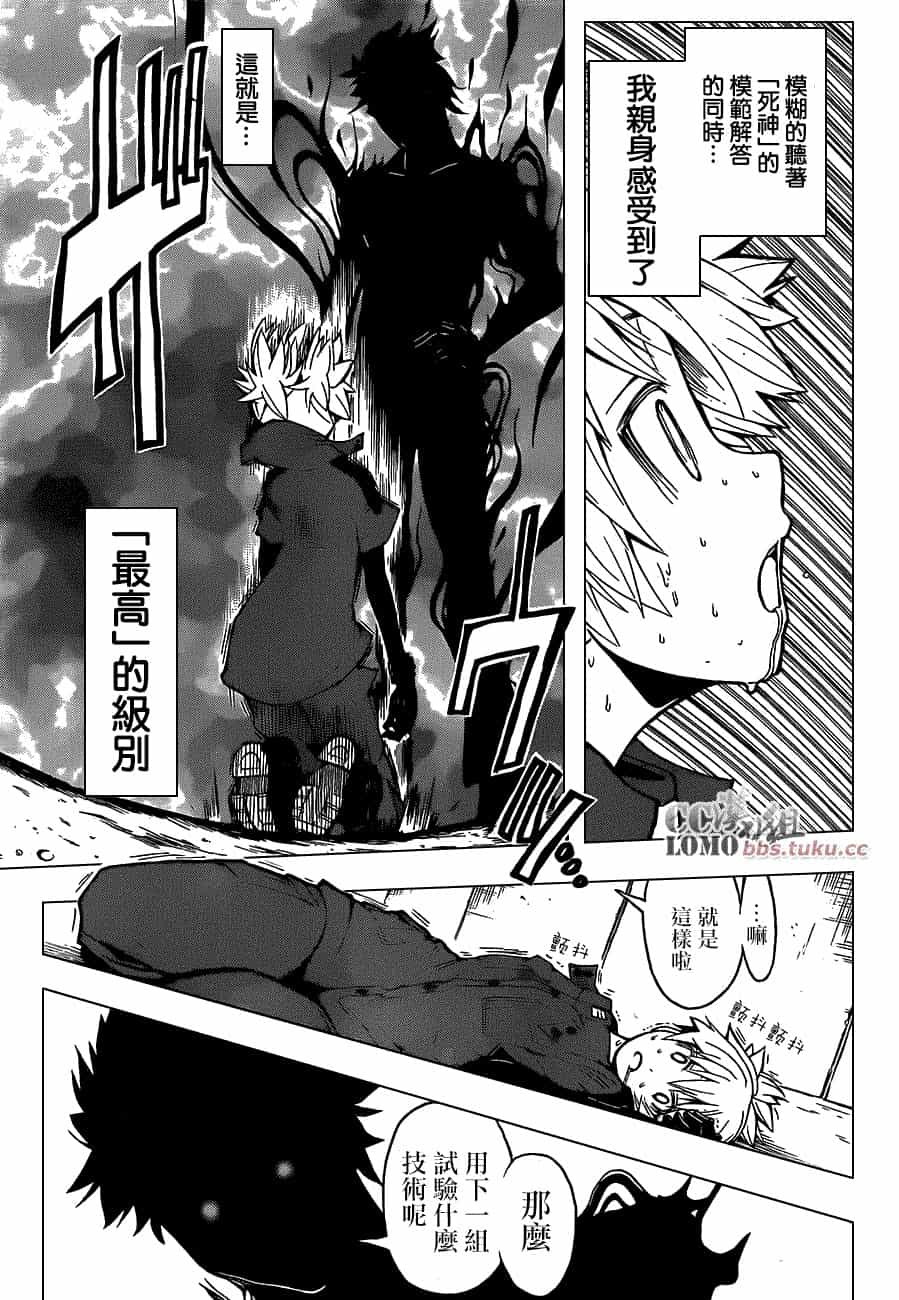 模糊的聽著
「死神」的
模範解答
的同時…
我親身感受到了
這就是…
「最高」的級別
CC
組
LOMO
bbs.tuku.cc
…嘛
就是
這樣啦
顫抖
顫抖顫抖
那麼
用下一組
試驗什麼
技術呢